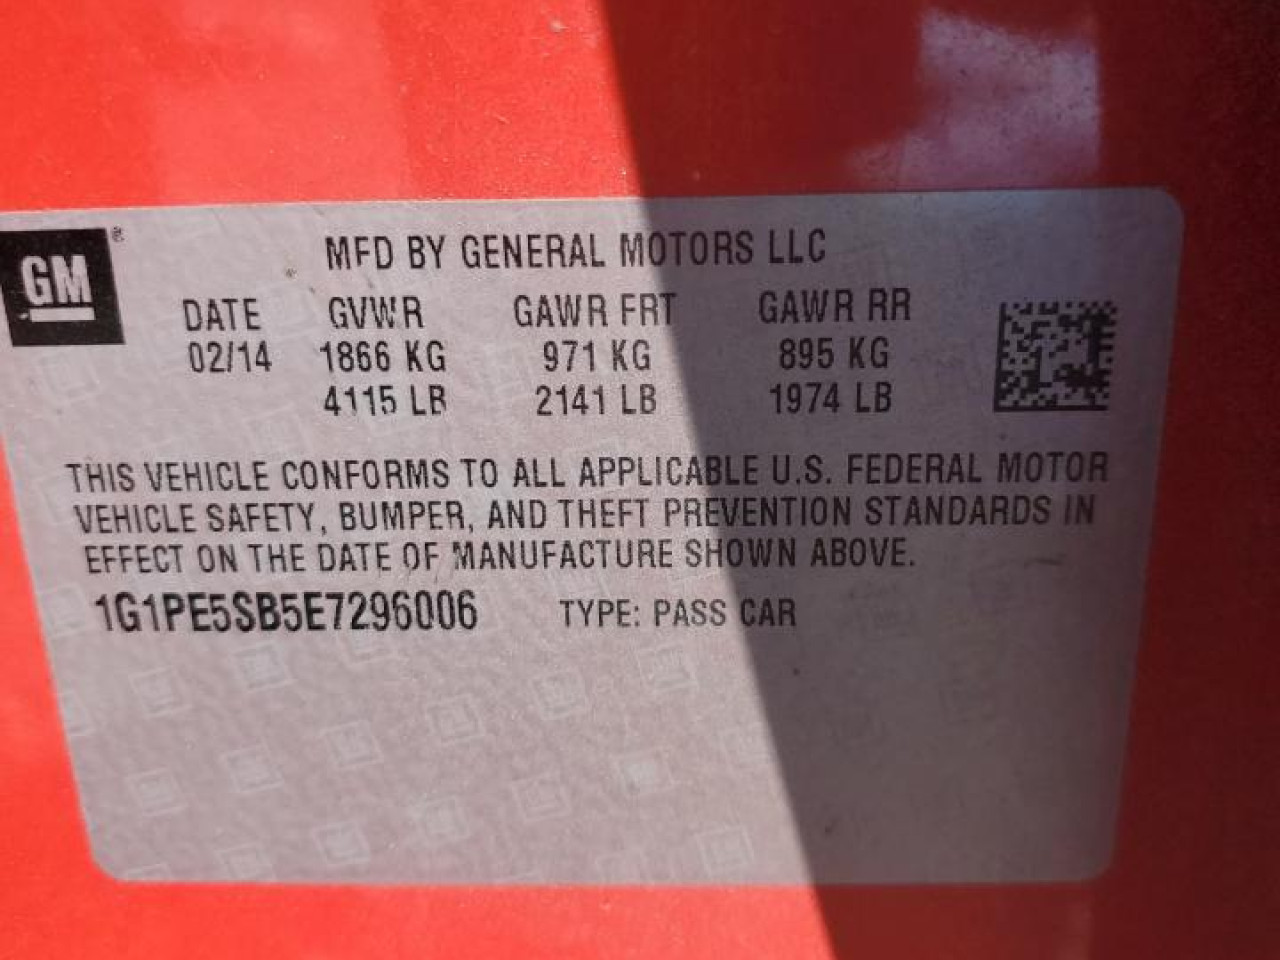 GM®
MFD BY GENERAL MOTORS LLC
DATE GVWR GAWR FRT GAWR RR
02/14 1866 KG 971 KG 895 KG
4115 LB 2141 LB 1974 LB
THIS VEHICLE CONFORMS TO ALL APPLICABLE U.S. FEDERAL MOTOR
VEHICLE SAFETY, BUMPER, AND THEFT PREVENTION STANDARDS IN
EFFECT ON THE DATE OF MANUFACTURE SHOWN ABOVE.
1G1PE5SB5E7296006 TYPE: PASS CAR